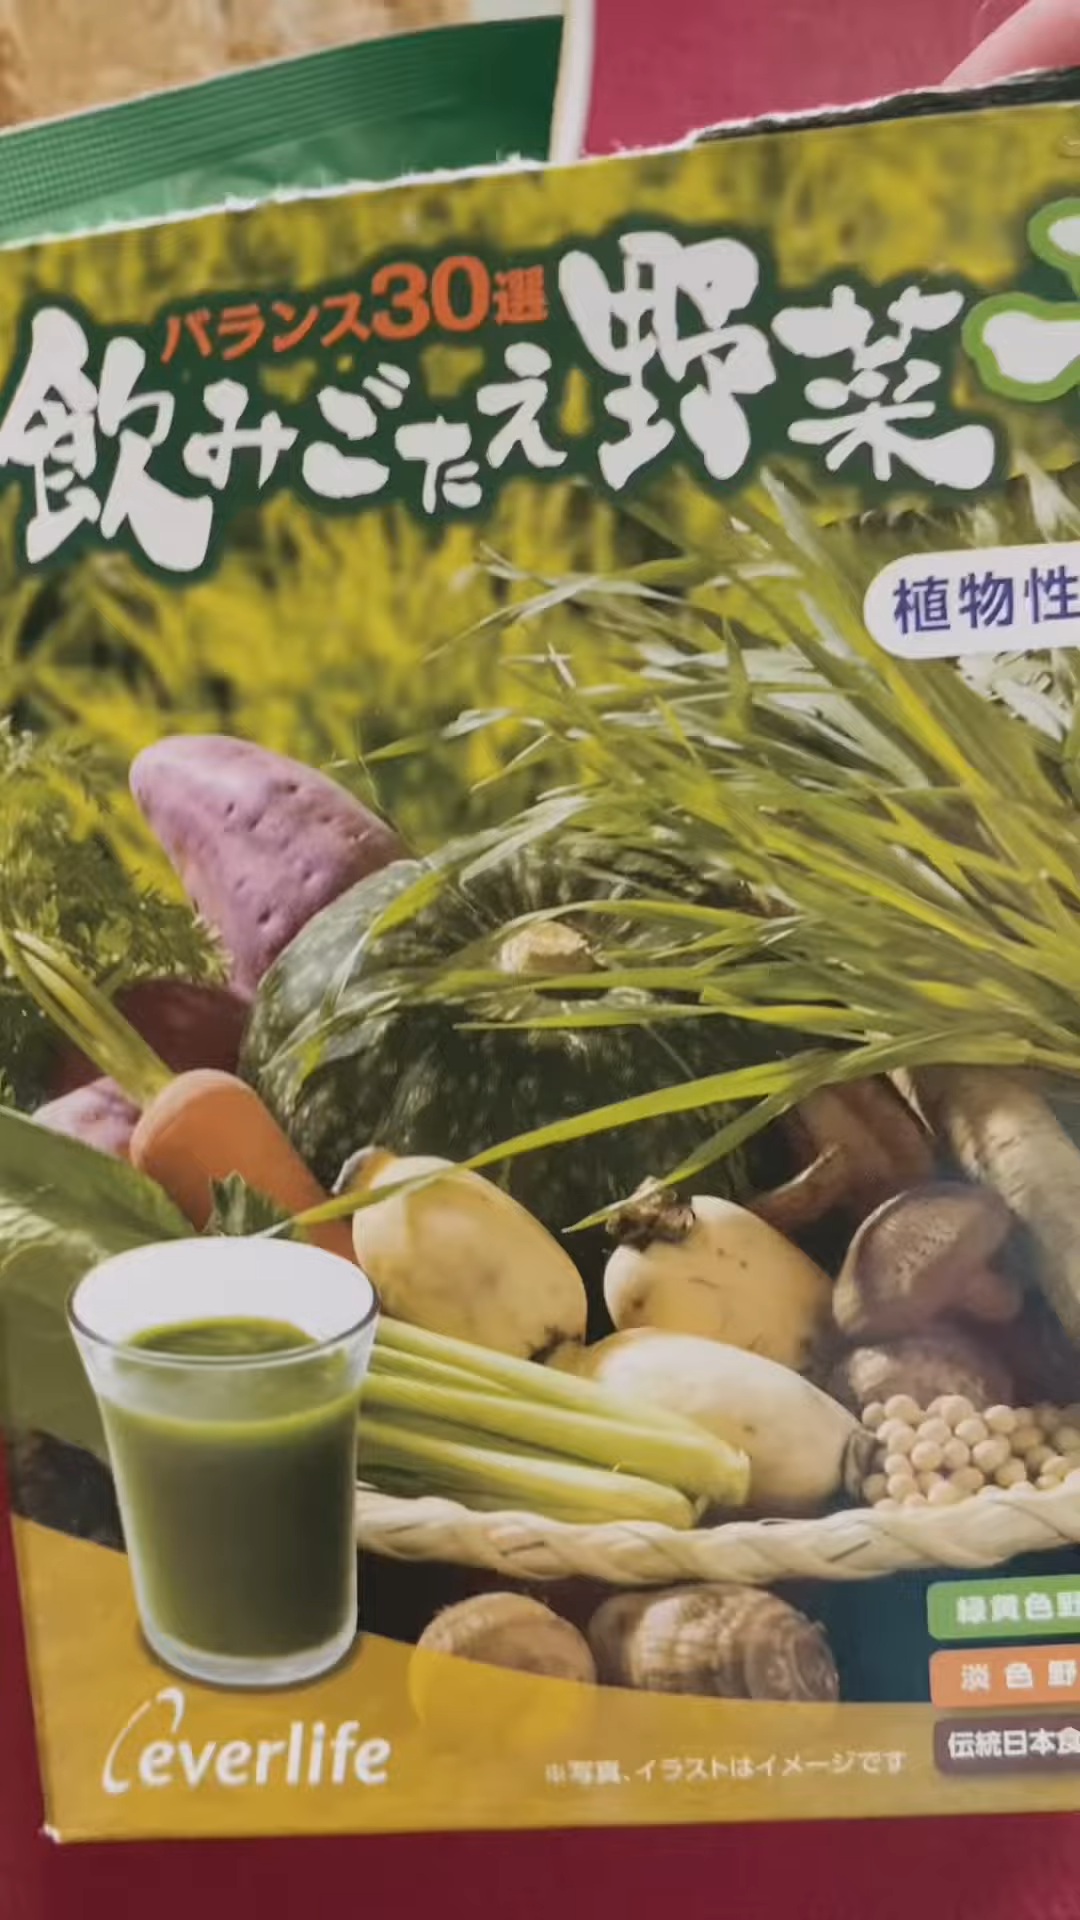 バランス30選
飲みごたえ野菜
植物性
everlife
※写真、イラストはイメージです
緑黄色野
淡色野
伝統日本食